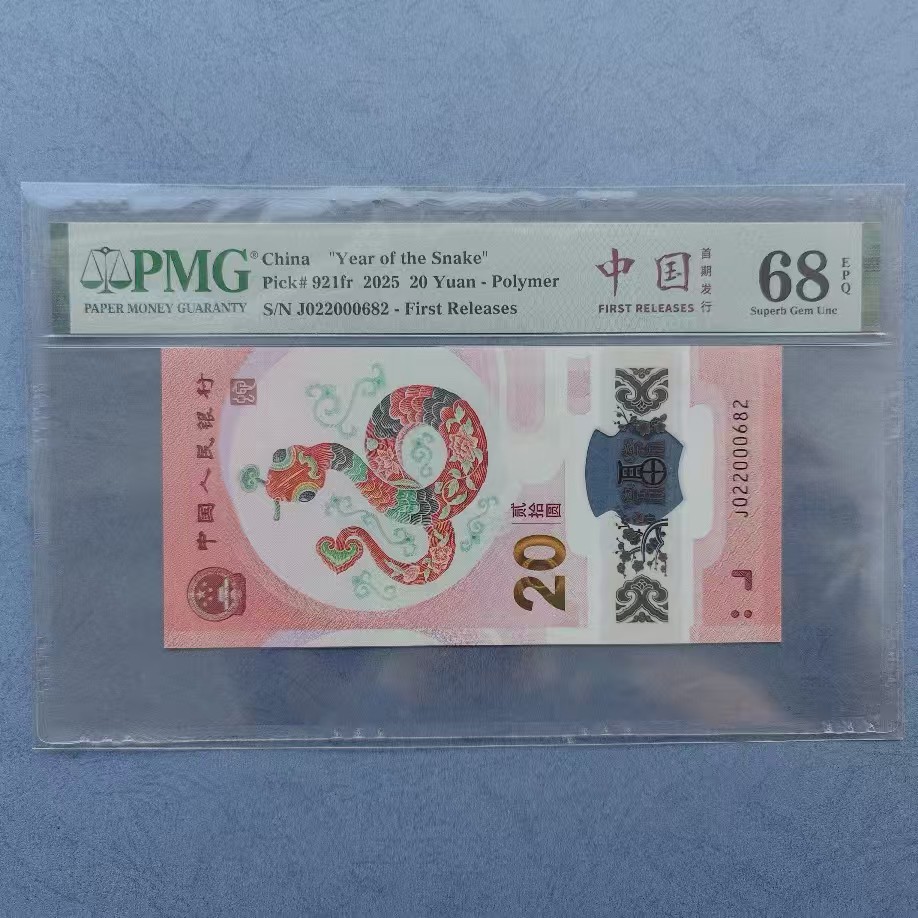 PMG®
PAPER MONEY GUARANTY
China "Year of the Snake"
Pick# 921fr 2025 20 Yuan - Polymer
S/N J022000682 - First Releases
中国
首期发行
FIRST RELEASES
68
EPQ
Superb Gem Unc
中国人民银行
贰拾圆
20
J022000682